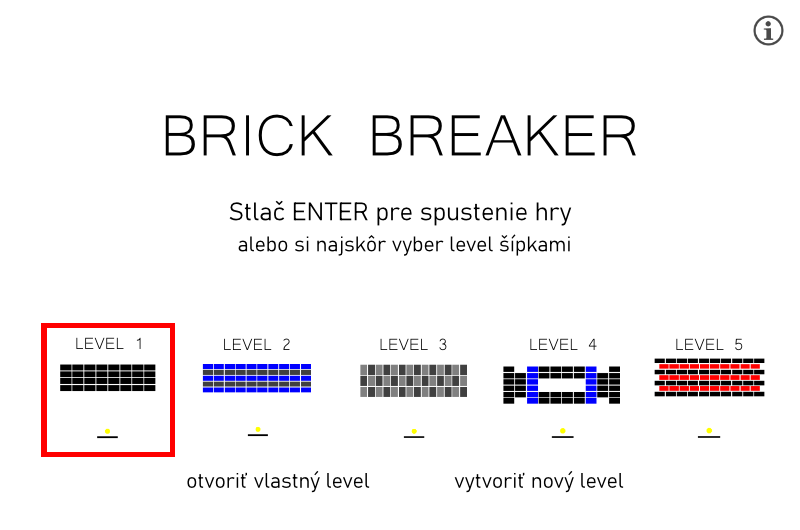 BRICK BREAKER
Stlač ENTER pre spustenie hry
alebo si najskôr vyber level šípkami
LEVEL 1 LEVEL 2 LEVEL 3 LEVEL 4 LEVEL 5
otvoriť vlastný level vytvoriť nový level